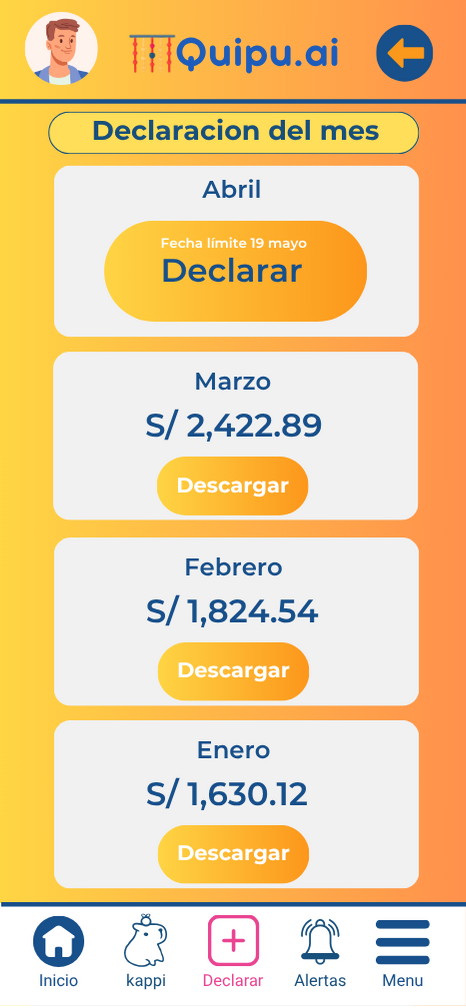 Quipu.ai
Declaracion del mes
Abril
Fecha límite 19 mayo
Declarar
Marzo
S/ 2,422.89
Descargar
Febrero
S/ 1,824.54
Descargar
Enero
S/ 1,630.12
Descargar
Inicio kappi Declarar Alertas Menu